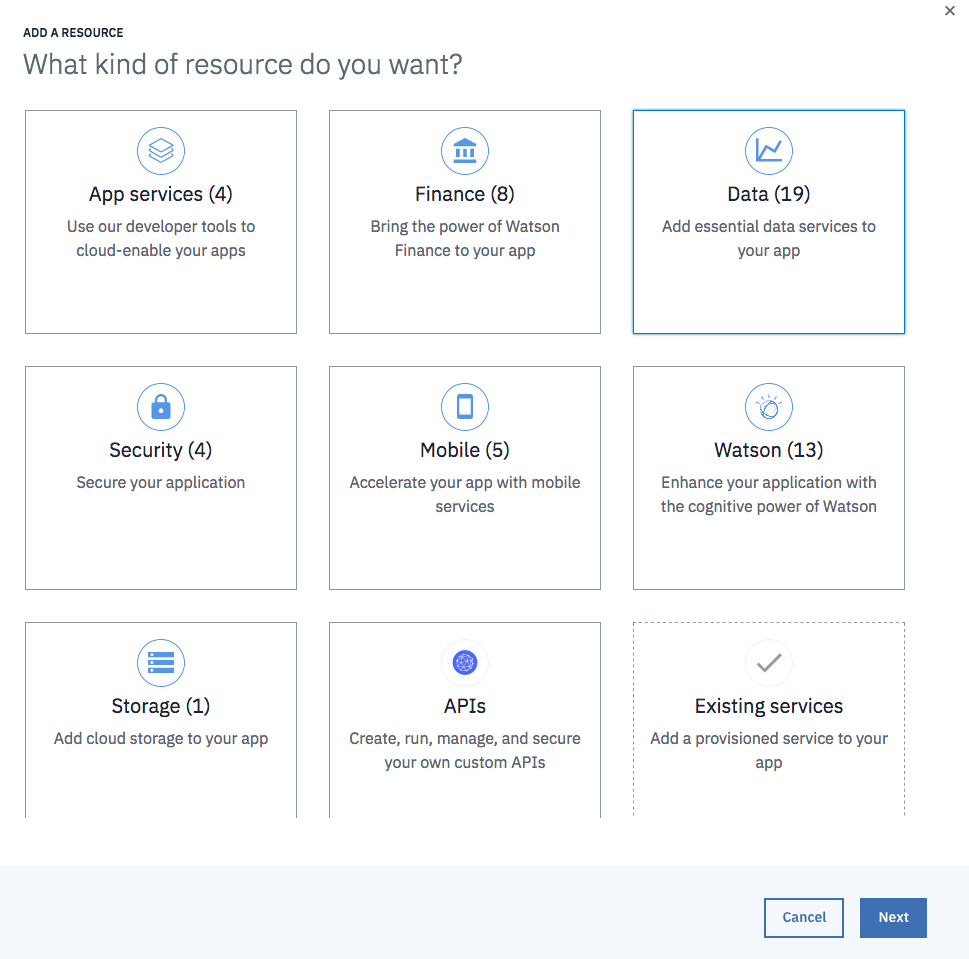 ADD A RESOURCE
What kind of resource do you want?
App services (4)
Use our developer tools to
cloud-enable your apps
Finance (8)
Bring the power of Watson
Finance to your app
Data (19)
Add essential data services to
your app
Security (4)
Secure your application
Mobile (5)
Accelerate your app with mobile
services
Watson (13)
Enhance your application with
the cognitive power of Watson
Storage (1)
Add cloud storage to your app
APIs
Create, run, manage, and secure
your own custom APIs
Existing services
Add a provisioned service to your
app
Cancel
Next